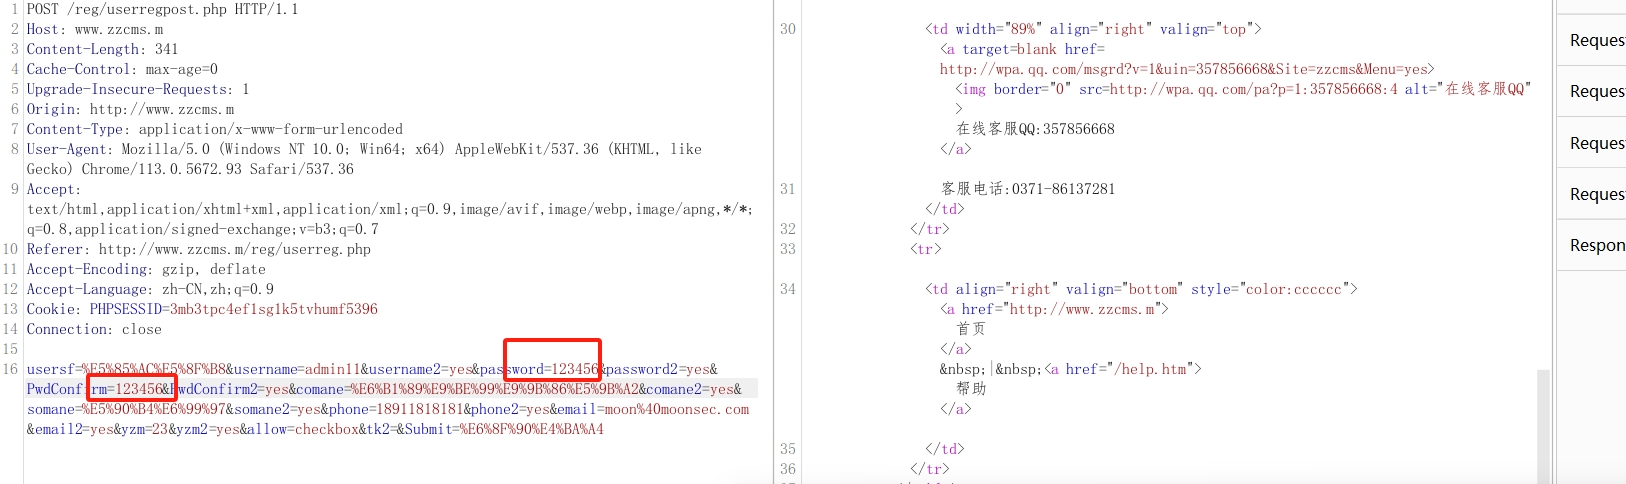 1 POST /reg/userregpost.php HTTP/1.1
2 Host: www.zzcms.m
3 Content-Length: 341
4 Cache-Control: max-age=0
5 Upgrade-Insecure-Requests: 1
6 Origin: http://www.zzcms.m
7 Content-Type: application/x-www-form-urlencoded
8 User-Agent: Mozilla/5.0 (Windows NT 10.0; Win64; x64) AppleWebKit/537.36 (KHTML, like
Gecko) Chrome/113.0.5672.93 Safari/537.36
9 Accept:
text/html,application/xhtml+xml,application/xml;q=0.9,image/avif,image/webp,image/apng,*/*;
q=0.8,application/signed-exchange;v=b3;q=0.7
10 Referer: http://www.zzcms.m/reg/userreg.php
11 Accept-Encoding: gzip, deflate
12 Accept-Language: zh-CN,zh;q=0.9
13 Cookie: PHPSESSID=3mb3tpc4ef1sg1k5tvhumf5396
14 Connection: close
15
16 usersf=%E5%85%AC%E5%8F%B8&username=admin11&username2=yes&password=123456&password2=yes&
PwdConfirm=123456&PwdConfirm2=yes&comane=%E6%B1%89%E9%BE%99%E9%9B%86%E5%9B%A2&comane2=yes&
somane=%E5%90%B4%E6%99%97&somane2=yes&phone=18911818181&phone2=yes&email=moon%40moonsec.com
&email2=yes&yzm=23&yzm2=yes&allow=checkbox&tk2=&Submit=%E6%8F%90%E4%BA%A4
30 <td width="89%" align="right" valign="top">
<a target=blank href=
http://wpa.qq.com/msgrd?v=1&uin=357856668&Site=zzcms&Menu=yes>
<img border="0" src=http://wpa.qq.com/pa?p=1:357856668:4 alt="在线客服QQ"
>
在线客服QQ:357856668
</a>
31 客服电话:0371-86137281
</td>
32 </tr>
33 <tr>
34 <td align="right" valign="bottom" style="color:cccccc">
<a href="http://www.zzcms.m">
首页
</a>
&nbsp;|&nbsp;<a href="/help.htm">
帮助
</a>
35 </td>
36 </tr>
Reques
Reques
Reques
Reques
Respon